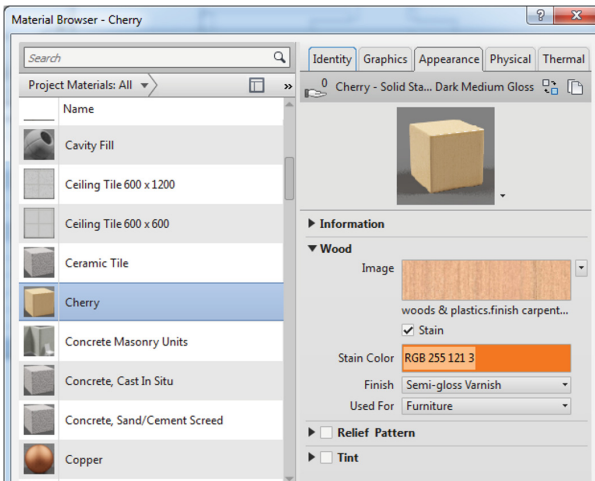 Material Browser - Cherry
Search
Project Materials: All
»
Name
Cavity Fill
Ceiling Tile 600 x 1200
Ceiling Tile 600 x 600
Ceramic Tile
Cherry
Concrete Masonry Units
Concrete, Cast In Situ
Concrete, Sand/Cement Screed
Copper
?
Identity Graphics Appearance Physical Thermal
0 Cherry - Solid Sta... Dark Medium Gloss
Information
Wood
Image
woods & plastics.finish carpent...
Stain
Stain Color RGB 255 121 3
Finish Semi-gloss Varnish
Used For Furniture
Relief Pattern
Tint